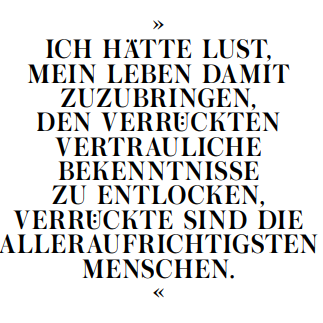 »
ICH HÄTTE LUST,
MEIN LEBEN DAMIT
ZUZUBRINGEN,
DEN VERRÜCKTEN
VERTRAULICHE
BEKENNTNISSE
ZU ENTLOCKEN,
VERRÜCKTE SIND DIE
ALLERAUFRICHTIGSTEN
MENSCHEN.
«